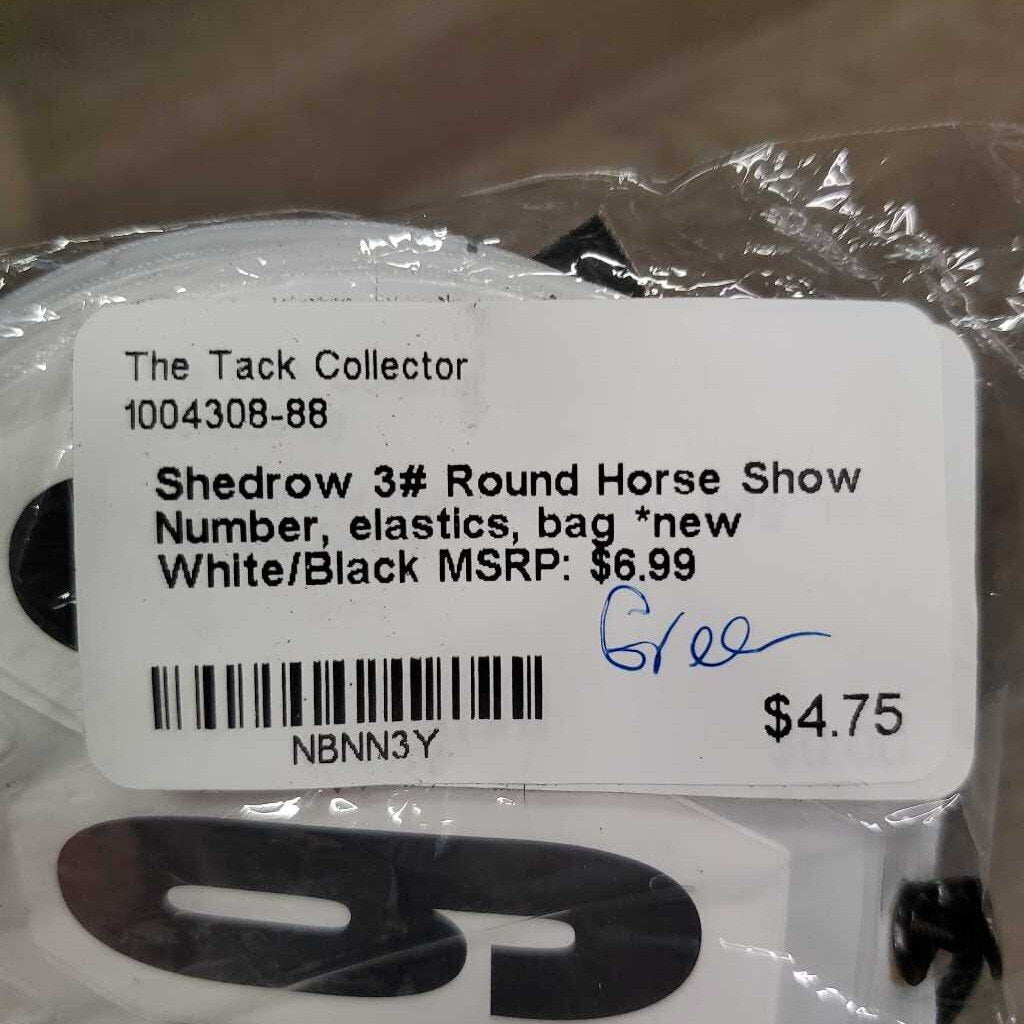 The Tack Collector
1004308-88
Shedrow 3# Round Horse Show
Number, elastics, bag *new
White/Black MSRP: $6.99
Green
$4.75
NBNN3Y